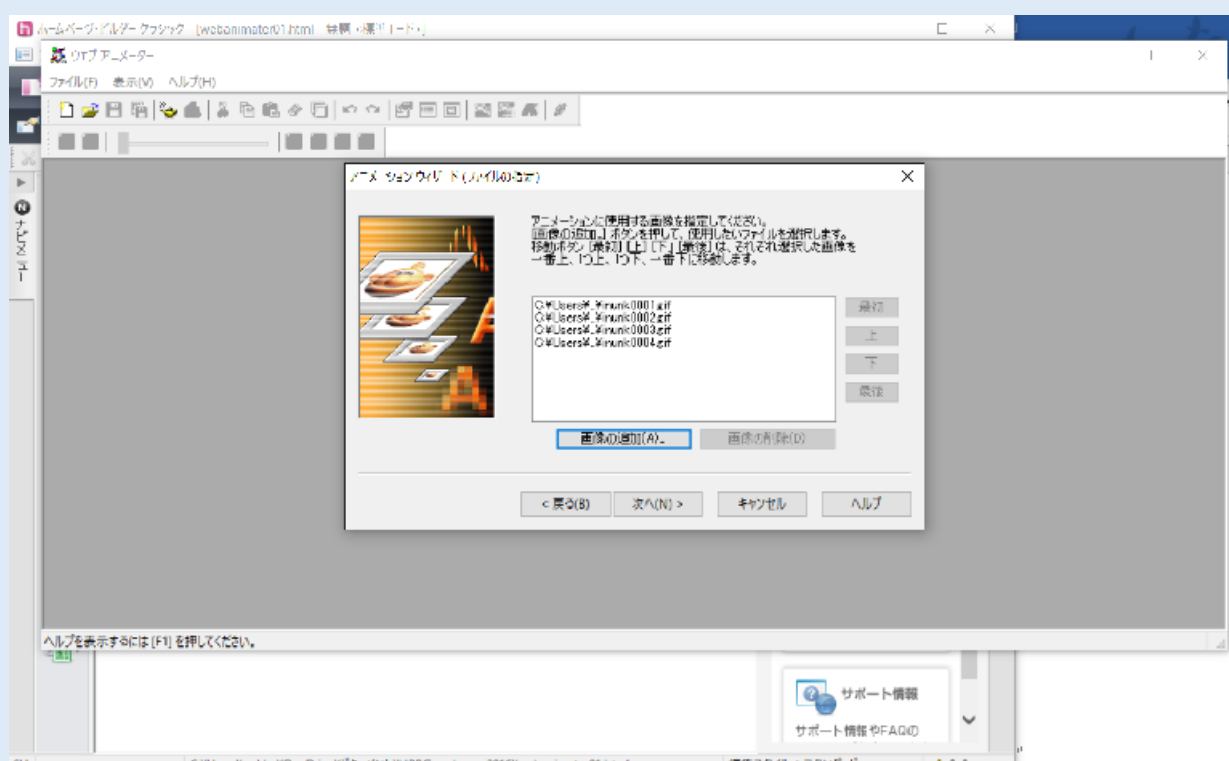 ホームページ・ビルダー クラシック [webanimator01.html
ウェブ アニメーター
ファイル(F) 表示(V) ヘルプ(H)
ナビメニュー
アニメーション ウィザード (ファイルの指定)
アニメーションに使用する画像を指定してください。
[画像の追加...] ボタンを押して、使用したいファイルを選択します。
移動ボタン [最初] [上] [下] [最後] は、それぞれ選択した画像を
一番上、1つ上、1つ下、一番下に移動します。
C:¥Users¥..¥inunk0001.gif
C:¥Users¥..¥inunk0002.gif
C:¥Users¥..¥inunk0003.gif
C:¥Users¥..¥inunk0004.gif
最初
上
下
最後
画像の追加(A)... 画像の削除(D)
< 戻る(B) 次へ(N) > キャンセル ヘルプ
ヘルプを表示するには [F1] を押してください。
サポート情報
サポート情報やFAQの